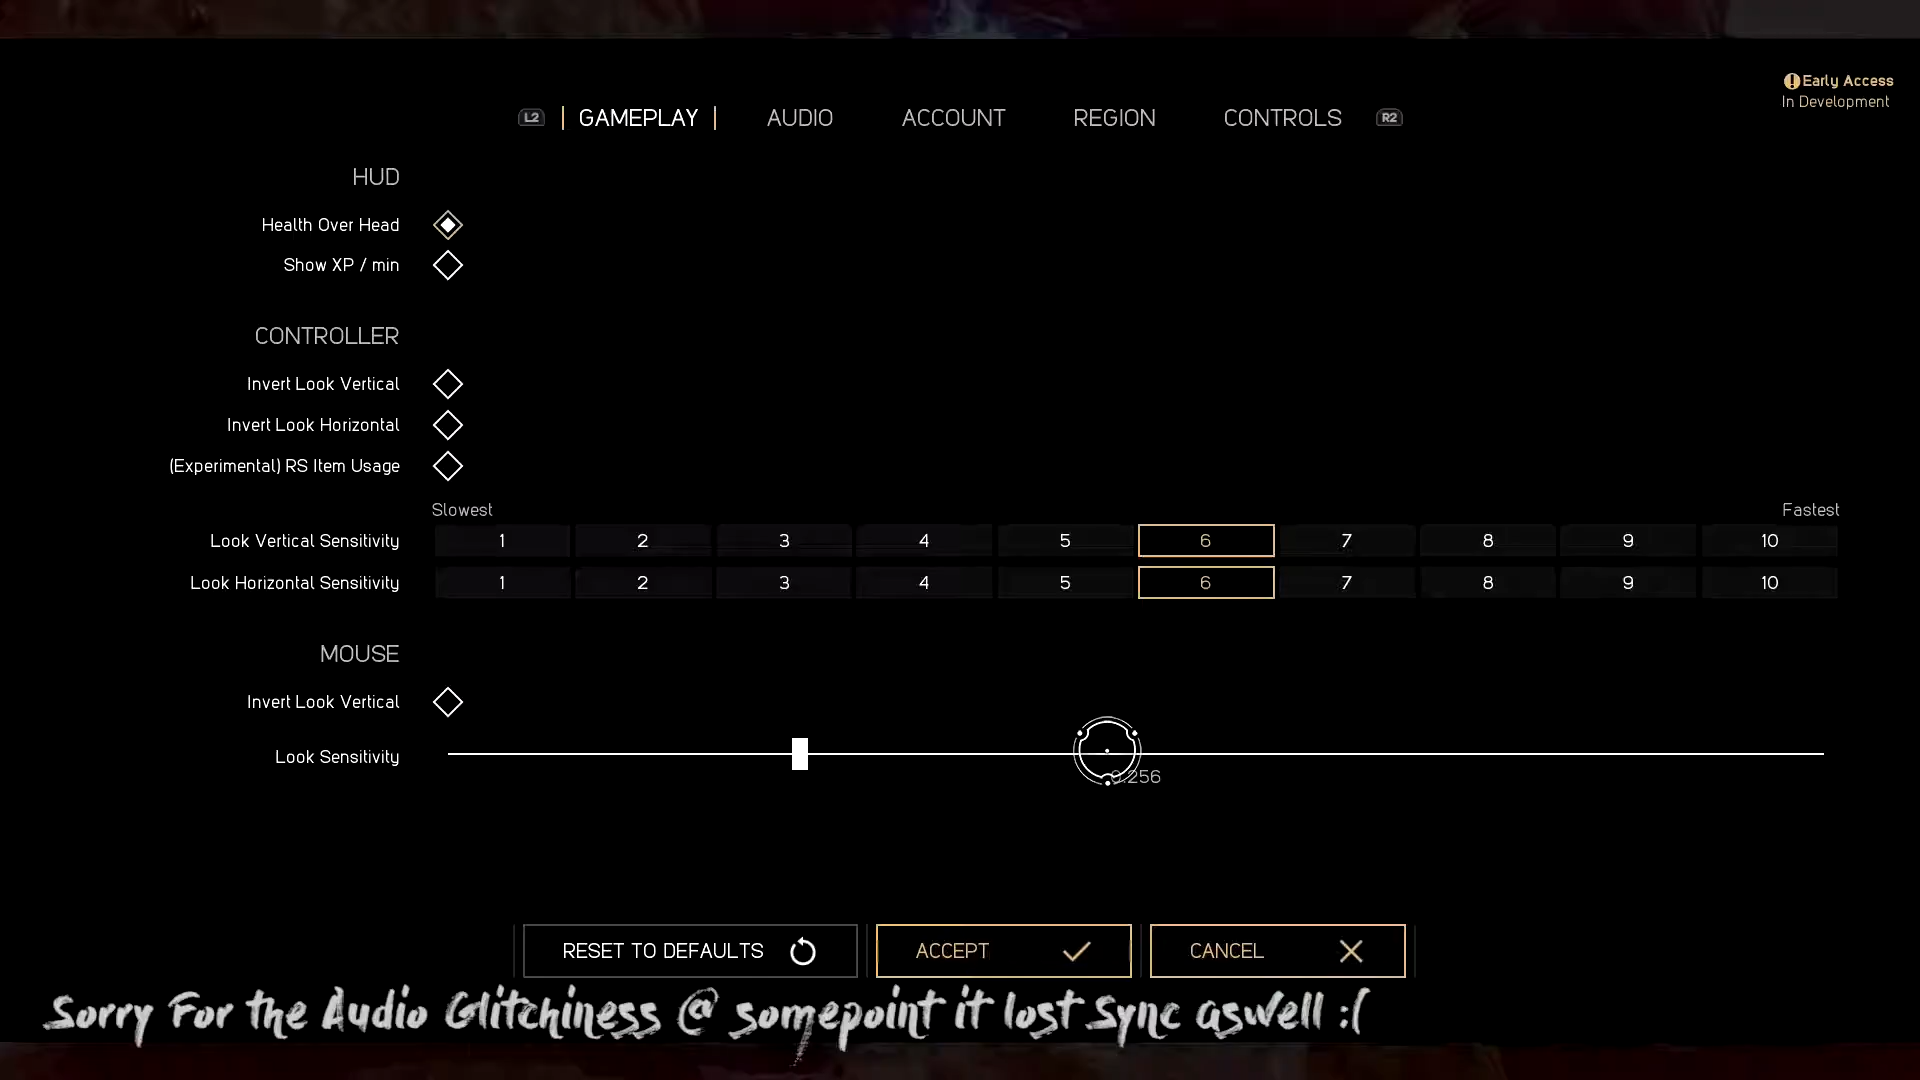 Early Access
In Development
L2 GAMEPLAY AUDIO ACCOUNT REGION CONTROLS R2
HUD
Health Over Head
Show XP / min
CONTROLLER
Invert Look Vertical
Invert Look Horizontal
(Experimental) RS Item Usage
Slowest Fastest
Look Vertical Sensitivity 1 2 3 4 5 6 7 8 9 10
Look Horizontal Sensitivity 1 2 3 4 5 6 7 8 9 10
MOUSE
Invert Look Vertical
Look Sensitivity
0.256
RESET TO DEFAULTS ACCEPT CANCEL
Sorry For the Audio Glitchiness @ somepoint it lost Sync aswell :(